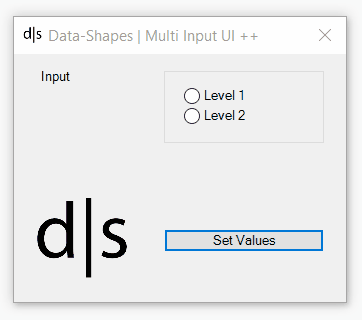 d|s Data-Shapes | Multi Input UI ++
Input
Level 1
Level 2
d|s
Set Values